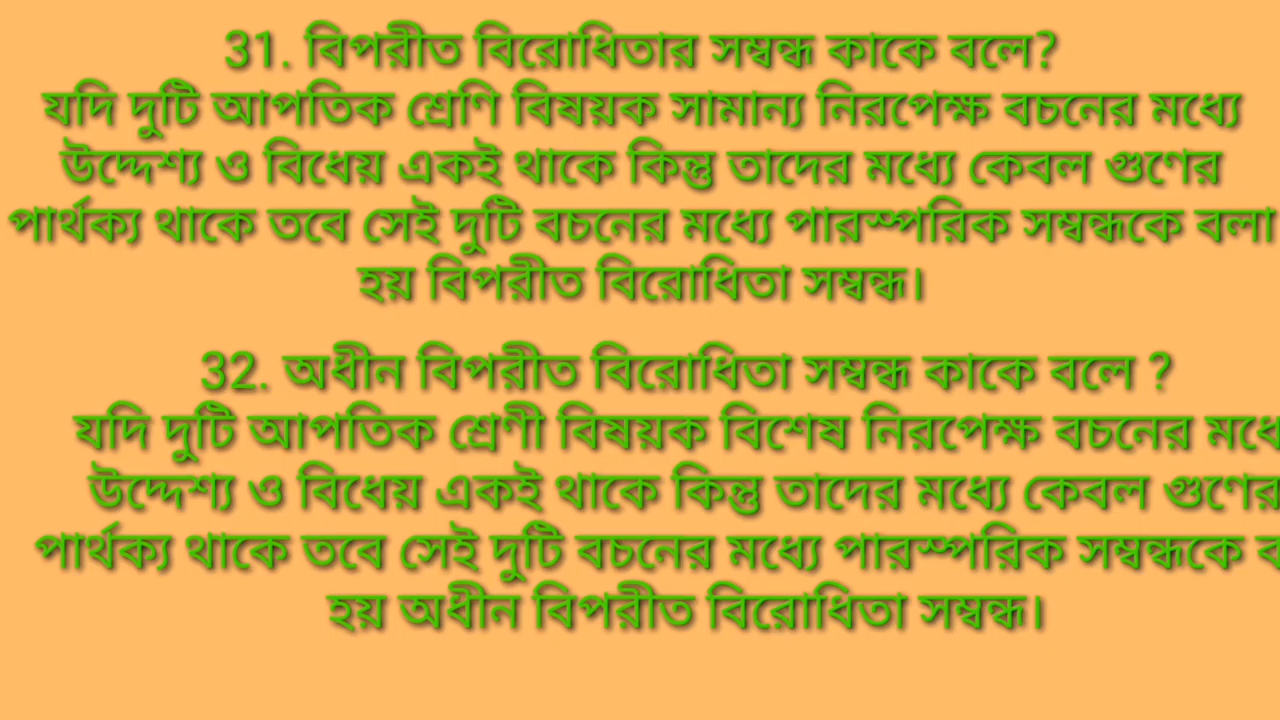 31. বিপরীত বিরোধিতার সম্বন্ধ কাকে বলে?
যদি দুটি আপতিক শ্রেণি বিষয়ক সামান্য নিরপেক্ষ বচনের মধ্যে
উদ্দেশ্য ও বিধেয় একই থাকে কিন্তু তাদের মধ্যে কেবল গুণের
পার্থক্য থাকে তবে সেই দুটি বচনের মধ্যে পারস্পরিক সম্বন্ধকে বলা
হয় বিপরীত বিরোধিতা সম্বন্ধ।
32. অধীন বিপরীত বিরোধিতা সম্বন্ধ কাকে বলে ?
যদি দুটি আপতিক শ্রেণী বিষয়ক বিশেষ নিরপেক্ষ বচনের
উদ্দেশ্য ও বিধেয় একই থাকে কিন্তু তাদের মধ্যে কেবল গুণের
পার্থক্য থাকে তবে সেই দুটি বচনের মধ্যে পারস্পরিক সম্বন্ধকে
হয় অধীন বিপরীত বিরোধিতা সম্বন্ধ।